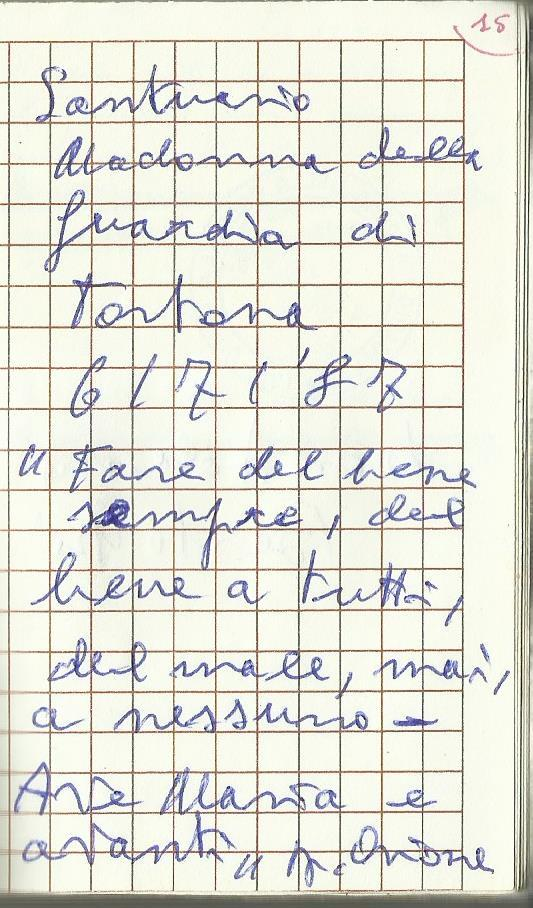 15
Santuario
Madonna della
Guardia di
Tortona
6/7/'87
"Fare del bene
sempre, del
bene a tutti,
del male, mai,
a nessuno -
Ave Maria e
avanti" D. Orione